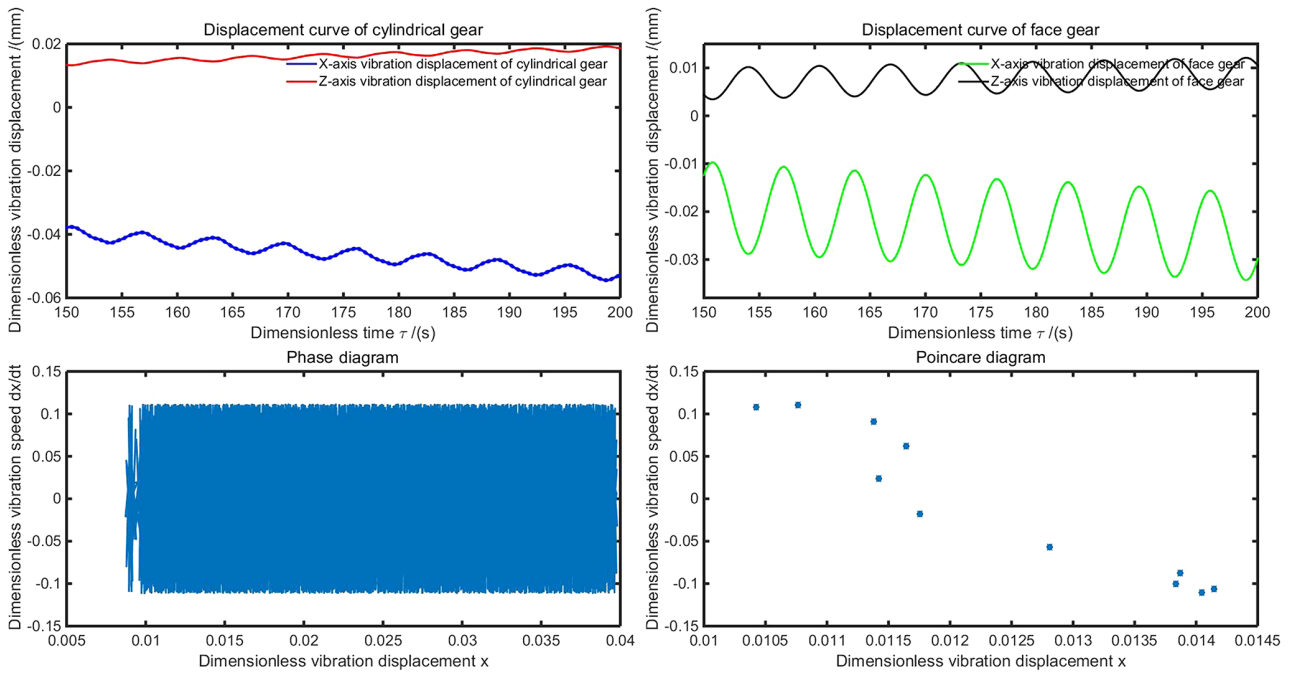 Displacement curve of cylindrical gear
Dimensionless vibration displacement /(mm)
0.02
0
-0.02
-0.04
-0.06
X-axis vibration displacement of cylindrical gear
Z-axis vibration displacement of cylindrical gear
150 155 160 165 170 175 180 185 190 195 200
Dimensionless time τ /(s)
Displacement curve of face gear
Dimensionless vibration displacement /(mm)
0.01
0
-0.01
-0.02
-0.03
X-axis vibration displacement of face gear
Z-axis vibration displacement of face gear
150 155 160 165 170 175 180 185 190 195 200
Dimensionless time τ /(s)
Phase diagram
Dimensionless vibration speed dx/dt
0.15
0.1
0.05
0
-0.05
-0.1
-0.15
0.005 0.01 0.015 0.02 0.025 0.03 0.035 0.04
Dimensionless vibration displacement x
Poincare diagram
Dimensionless vibration speed dx/dt
0.15
0.1
0.05
0
-0.05
-0.1
-0.15
0.01 0.0105 0.011 0.0115 0.012 0.0125 0.013 0.0135 0.014 0.0145
Dimensionless vibration displacement x